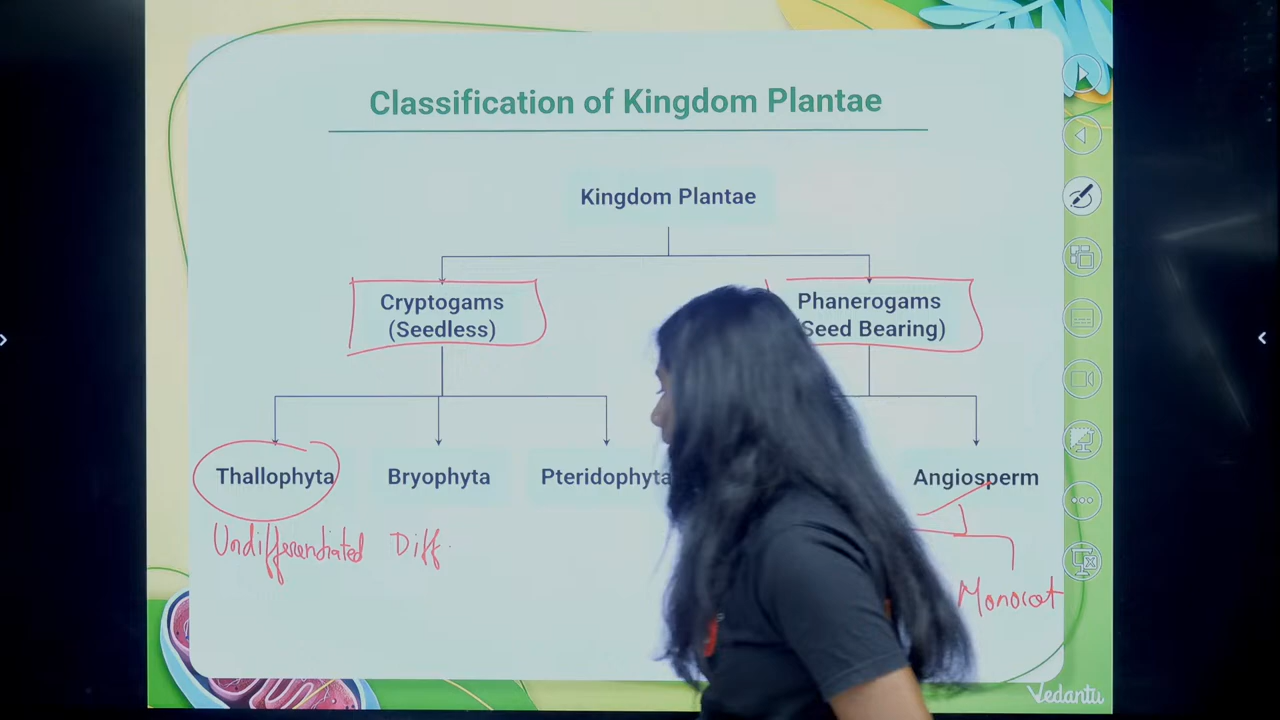 Classification of Kingdom Plantae
Kingdom Plantae
Cryptogams
(Seedless)
Phanerogams
Seed Bearing)
Thallophyta
Bryophyta
Pteridophyta
Angiosperm
Undifferentiated
Diff.
Monocot
Vedantu